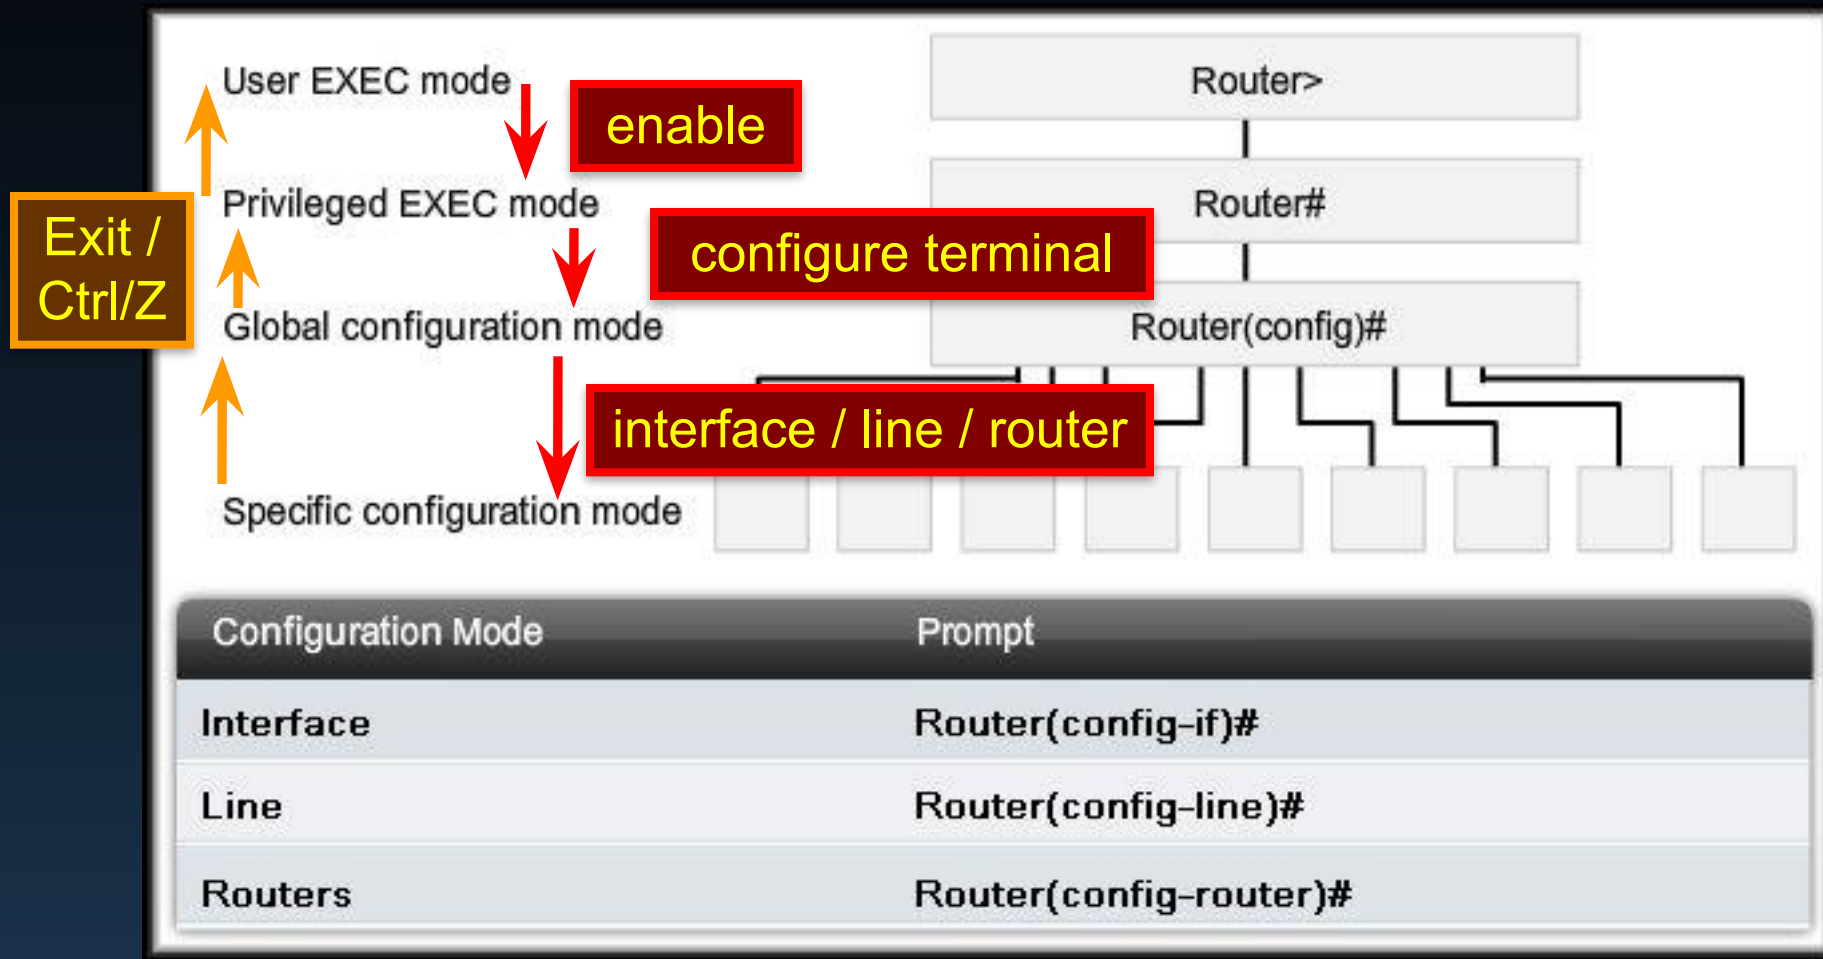 User EXEC mode
Router>
enable
Privileged EXEC mode
Router#
Exit /
Ctrl/Z
configure terminal
Global configuration mode
Router(config)#
interface / line / router
Specific configuration mode
Configuration Mode
Prompt
Interface
Router(config-if)#
Line
Router(config-line)#
Routers
Router(config-router)#